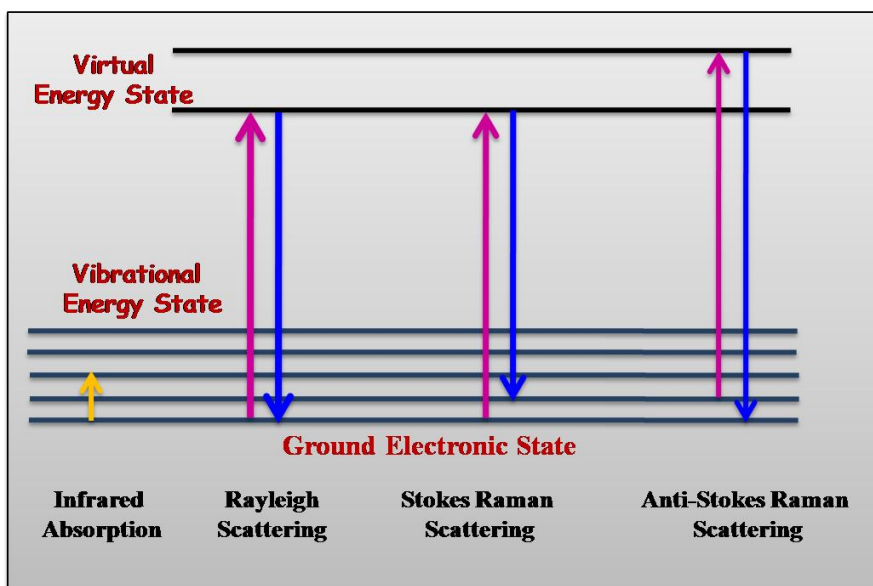 Virtual
Energy State
Vibrational
Energy State
Ground Electronic State
Infrared
Absorption
Rayleigh
Scattering
Stokes Raman
Scattering
Anti-Stokes Raman
Scattering